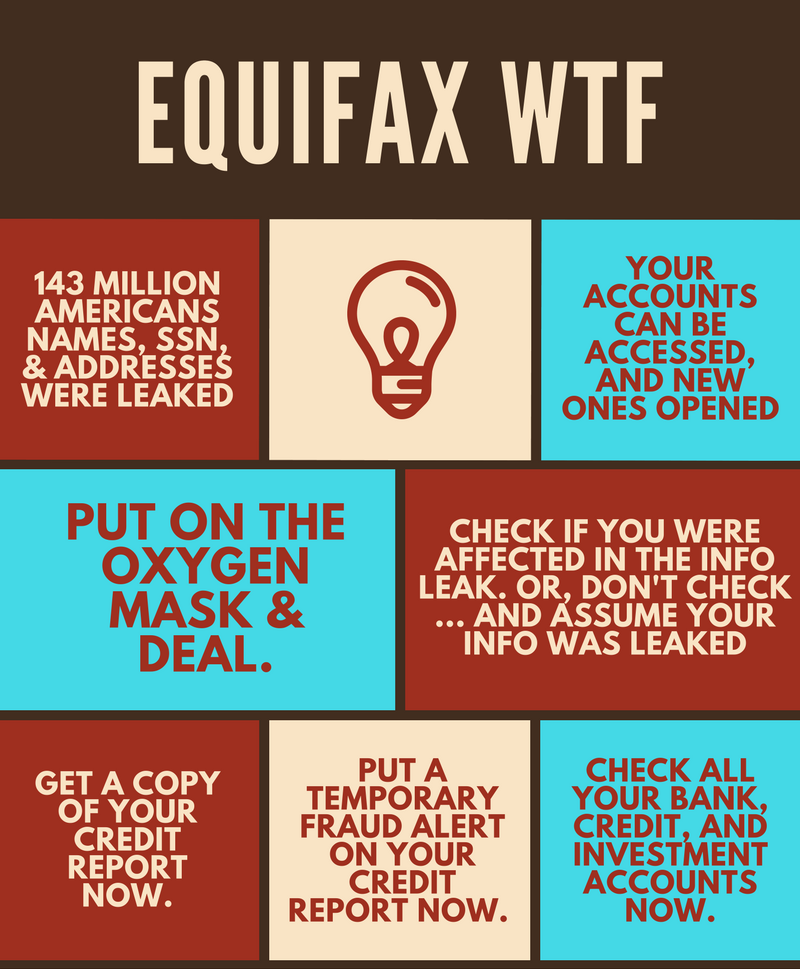 EQUIFAX WTF
143 MILLION
AMERICANS
NAMES, SSN,
& ADDRESSES
WERE LEAKED
YOUR
ACCOUNTS
CAN BE
ACCESSED,
AND NEW
ONES OPENED
PUT ON THE
OXYGEN
MASK &
DEAL.
CHECK IF YOU WERE
AFFECTED IN THE INFO
LEAK. OR, DON'T CHECK
... AND ASSUME YOUR
INFO WAS LEAKED
GET A COPY
OF YOUR
CREDIT
REPORT
NOW.
PUT A
TEMPORARY
FRAUD ALERT
ON YOUR
CREDIT
REPORT NOW.
CHECK ALL
YOUR BANK,
CREDIT, AND
INVESTMENT
ACCOUNTS
NOW.